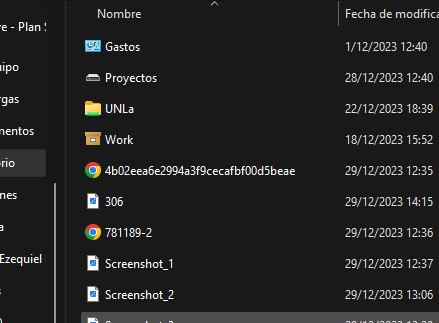 Nombre Fecha de modifica
ve - Plan S
Gastos 1/12/2023 12:40
uipo
Proyectos 28/12/2023 12:40
rgas
UNLa 22/12/2023 18:39
mentos
Work 18/12/2023 15:52
orio
4b02eea6e2994a3f9cecafbf00d5beae 29/12/2023 12:35
nes
306 29/12/2023 14:15
a
781189-2 29/12/2023 12:36
Ezequiel
Screenshot_1 29/12/2023 12:37
s
Screenshot_2 29/12/2023 13:06